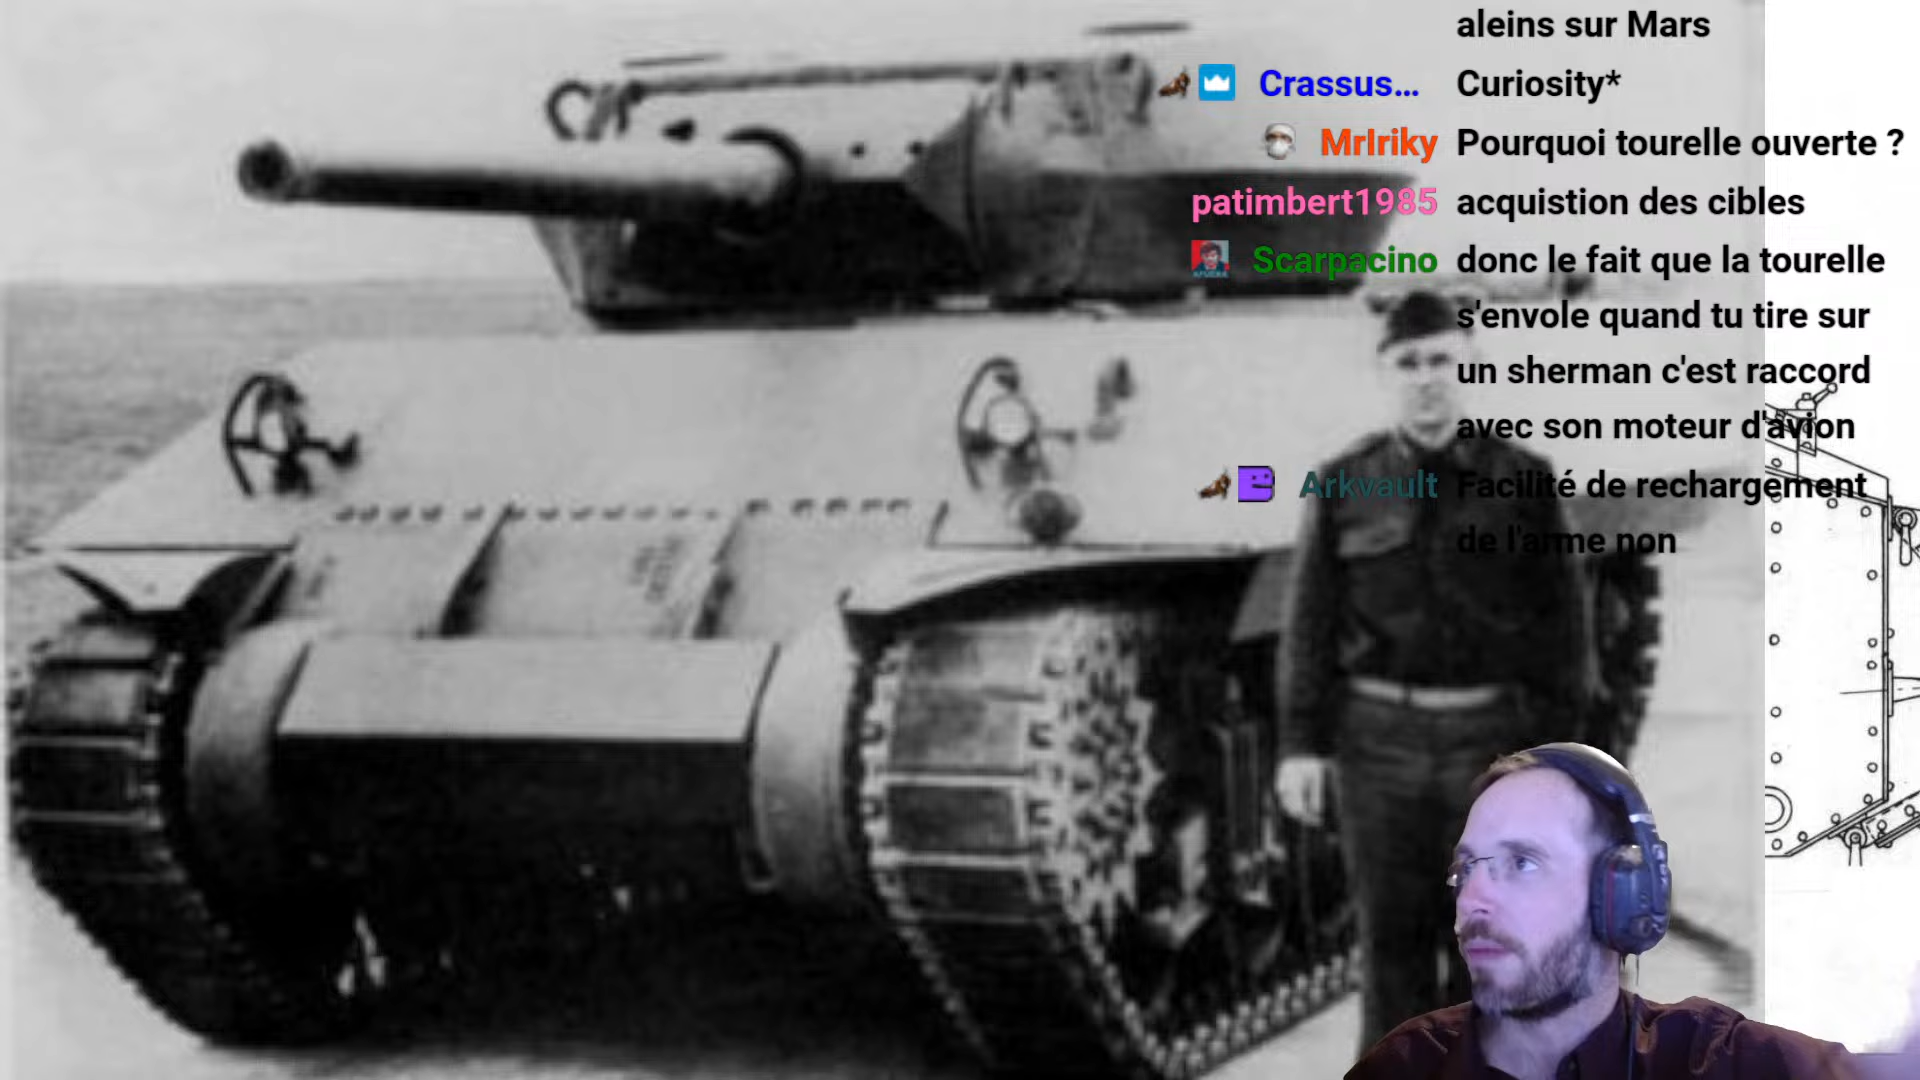 aleins sur Mars
Crassus… Curiosity*
MrIriky Pourquoi tourelle ouverte ?
patimbert1985 acquistion des cibles
Scarpacino donc le fait que la tourelle
s'envole quand tu tire sur
un sherman c'est raccord
avec son moteur d'avion
Arkvault Facilité de rechargement
de l'arme non